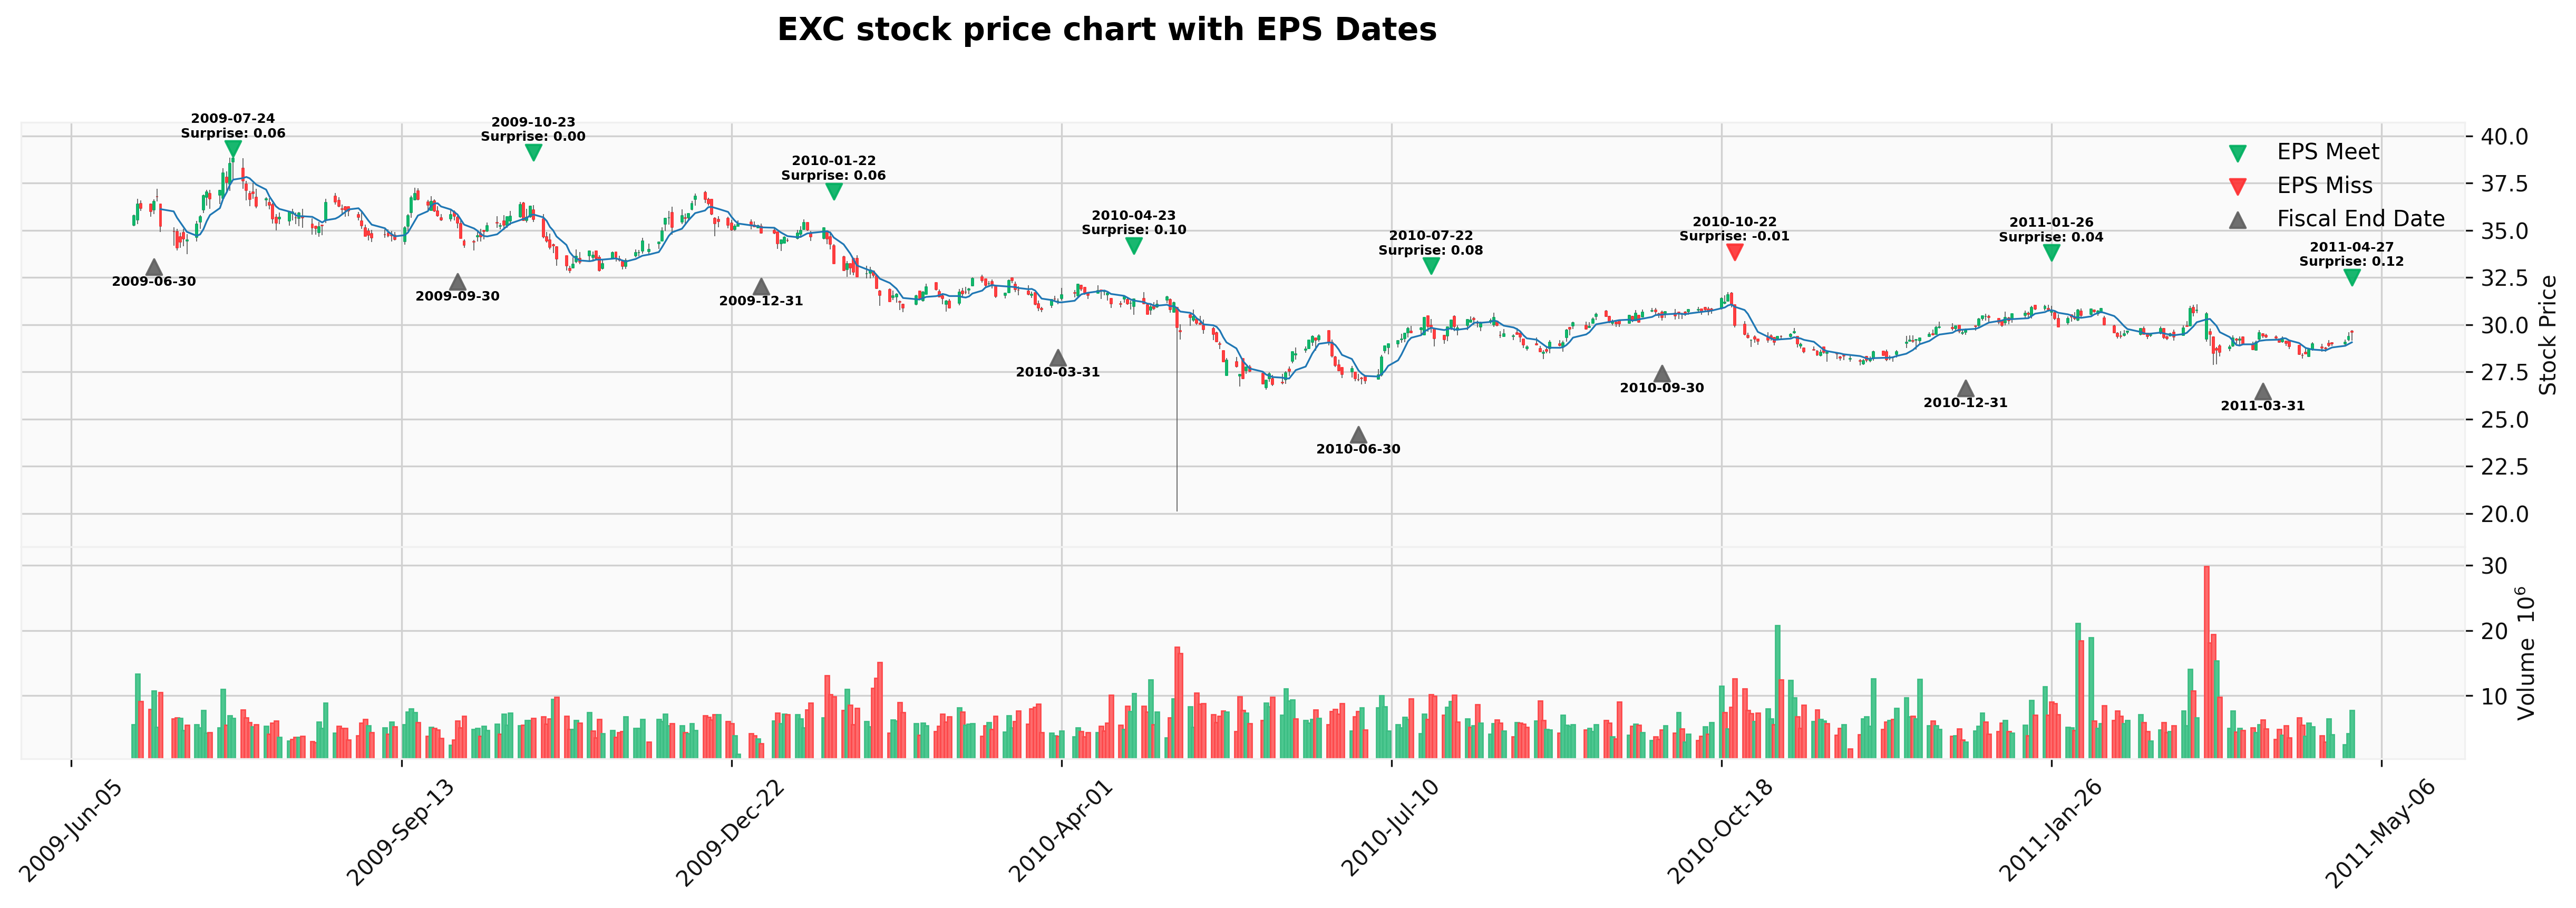 EXC stock price chart with EPS Dates
2009-07-24
Surprise: 0.06
2009-10-23
Surprise: 0.00
2010-01-22
Surprise: 0.06
2010-04-23
Surprise: 0.10
2010-07-22
Surprise: 0.08
2010-10-22
Surprise: -0.01
2011-01-26
Surprise: 0.04
2011-04-27
Surprise: 0.12
EPS Meet
EPS Miss
Fiscal End Date
2009-06-30
2009-09-30
2009-12-31
2010-03-31
2010-06-30
2010-09-30
2010-12-31
2011-03-31
40.0
37.5
35.0
32.5
30.0
27.5
25.0
22.5
20.0
Stock Price
30
20
10
Volume 10⁶
2009-Jun-05
2009-Sep-13
2009-Dec-22
2010-Apr-01
2010-Jul-10
2010-Oct-18
2011-Jan-26
2011-May-06